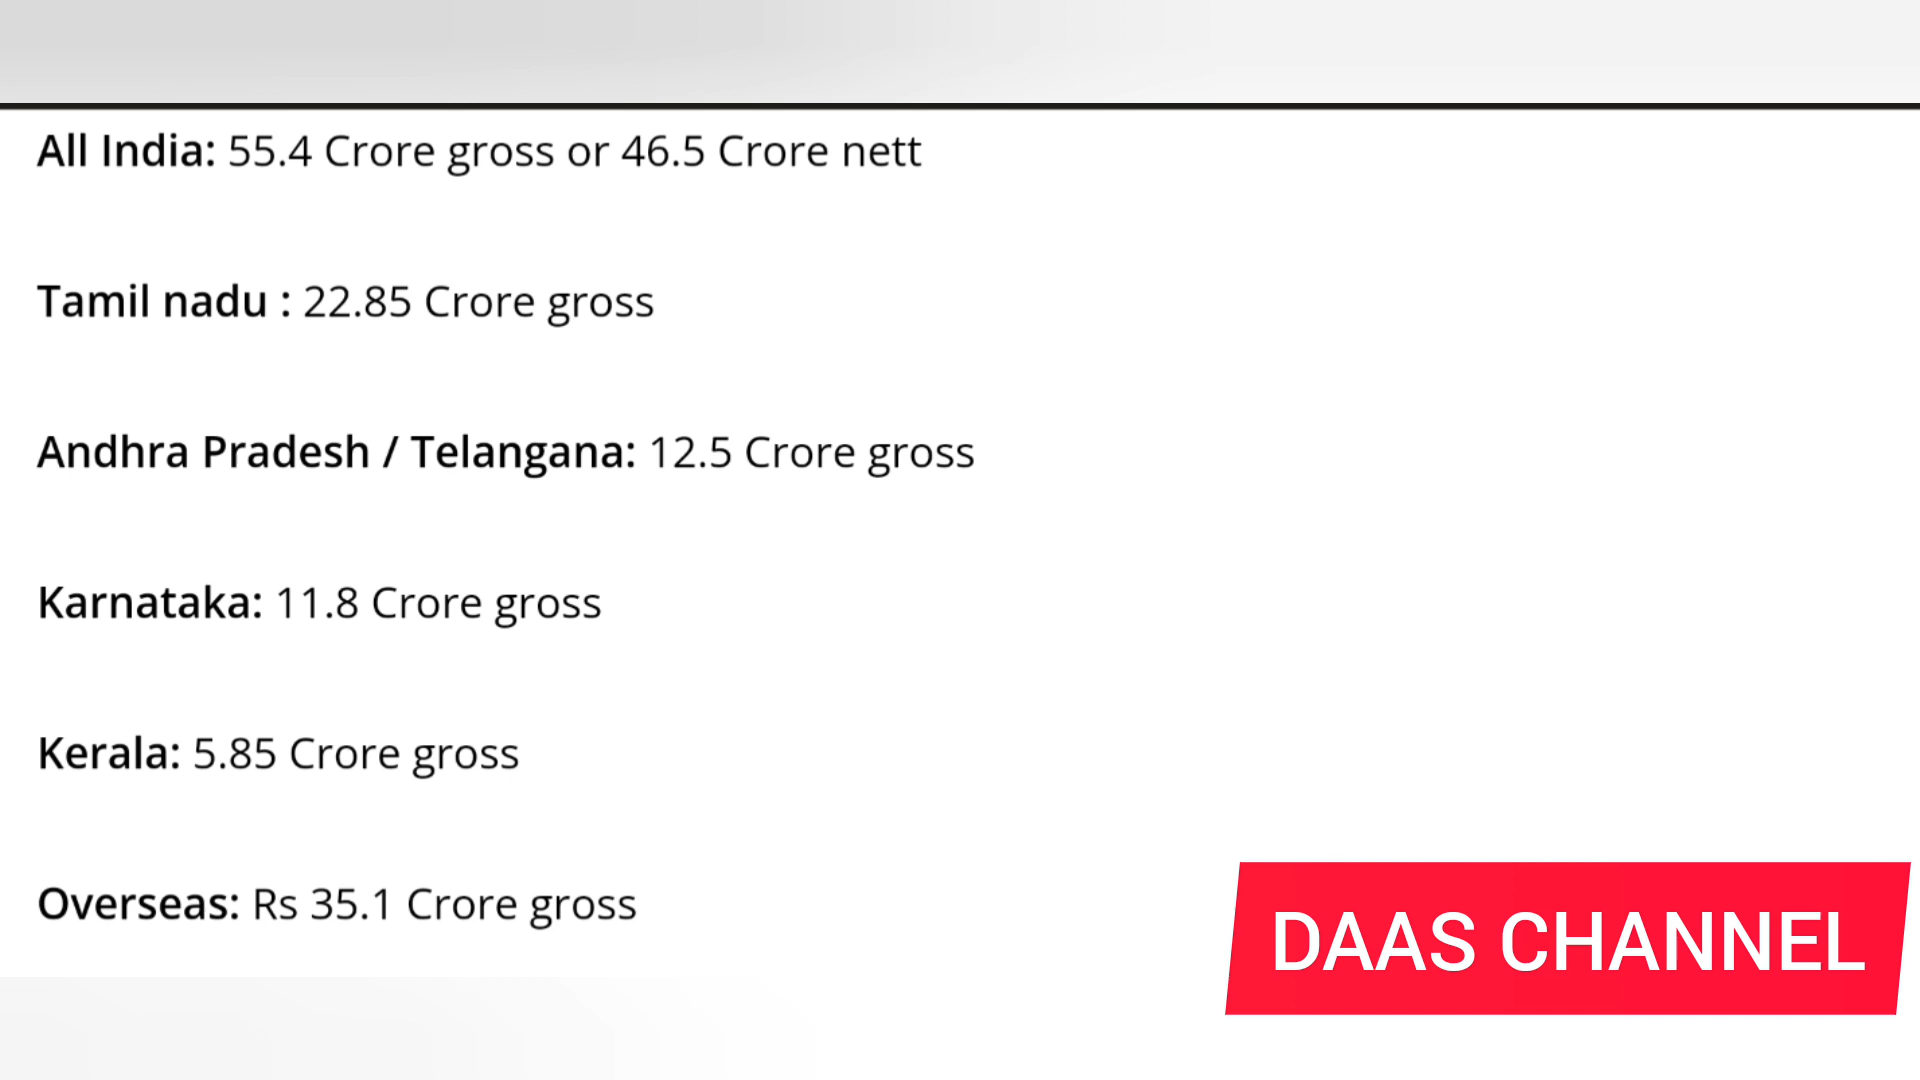 All India: 55.4 Crore gross or 46.5 Crore nett
Tamil nadu : 22.85 Crore gross
Andhra Pradesh / Telangana: 12.5 Crore gross
Karnataka: 11.8 Crore gross
Kerala: 5.85 Crore gross
Overseas: Rs 35.1 Crore gross
DAAS CHANNEL